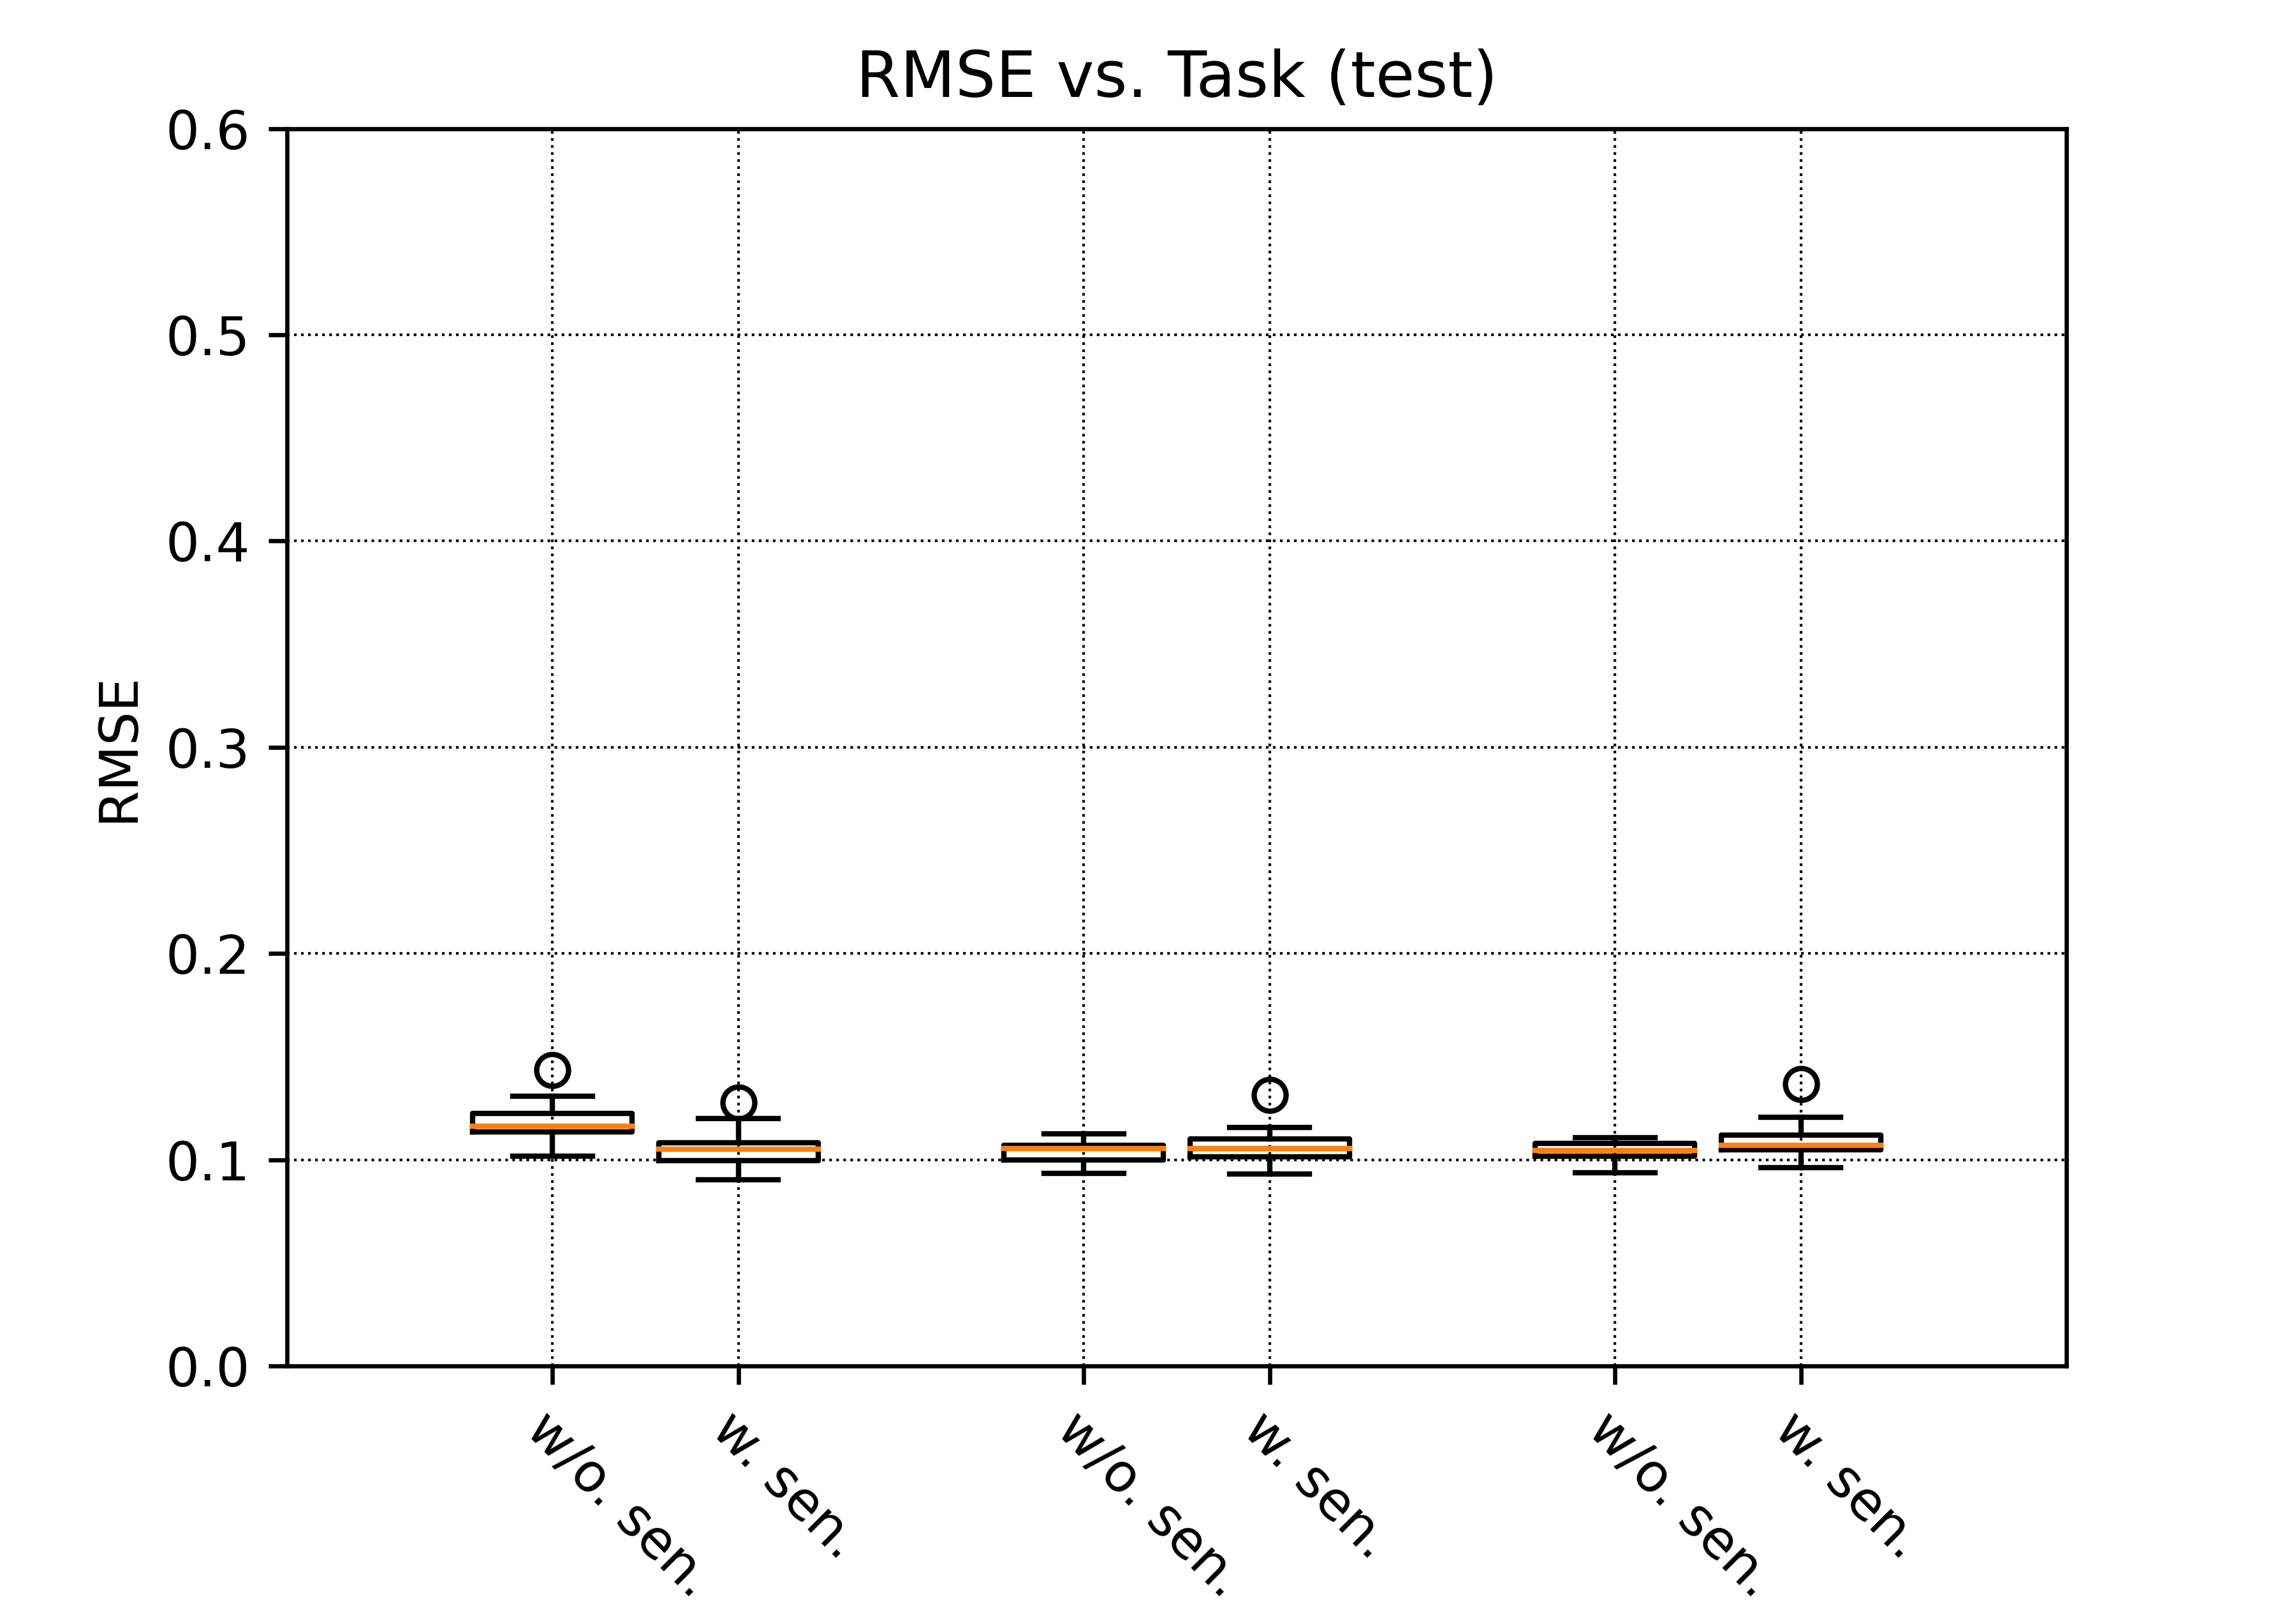 RMSE vs. Task (test)
RMSE
0.6
0.5
0.4
0.3
0.2
0.1
0.0
w/o. sen.
w. sen.
w/o. sen.
w. sen.
w/o. sen.
w. sen.